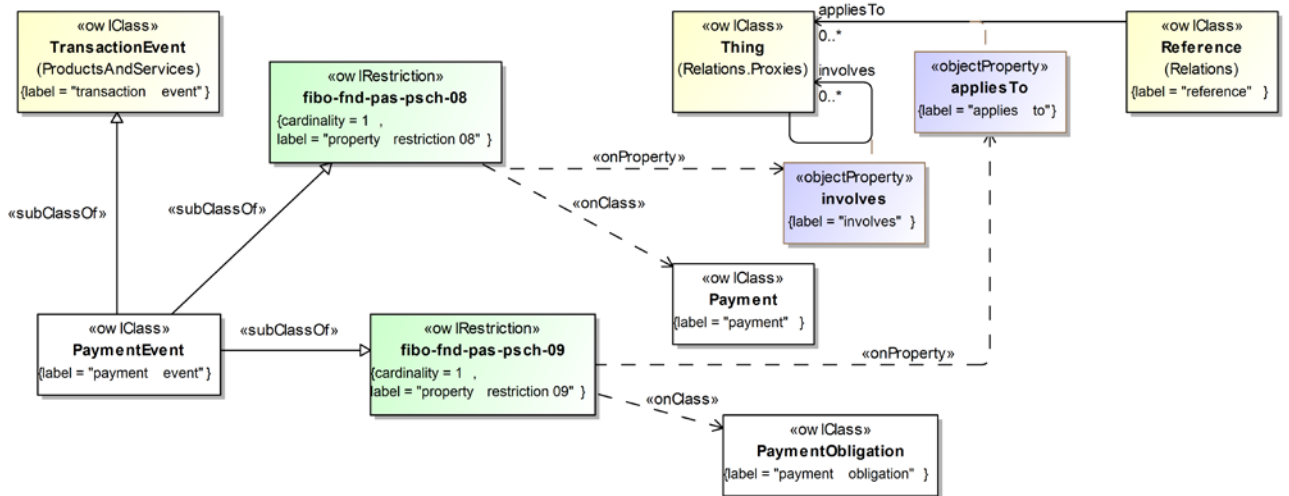 «owlClass»
TransactionEvent
(ProductsAndServices)
{label = "transaction event" }
«owlRestriction»
fibo-fnd-pas-psch-08
{cardinality = 1 ,
label = "property restriction 08" }
«owlClass»
Thing
(Relations.Proxies)
appliesTo
0..*
involves
0..*
«owlClass»
Reference
(Relations)
{label = "reference" }
«objectProperty»
appliesTo
{label = "applies to"}
«onProperty»
«objectProperty»
involves
{label = "involves" }
«subClassOf»
«subClassOf»
«onClass»
«owlClass»
Payment
{label = "payment" }
«owlClass»
PaymentEvent
{label = "payment event" }
«subClassOf»
«owlRestriction»
fibo-fnd-pas-psch-09
{cardinality = 1 ,
label = "property restriction 09" }
«onProperty»
«onClass»
«owlClass»
PaymentObligation
{label = "payment obligation" }